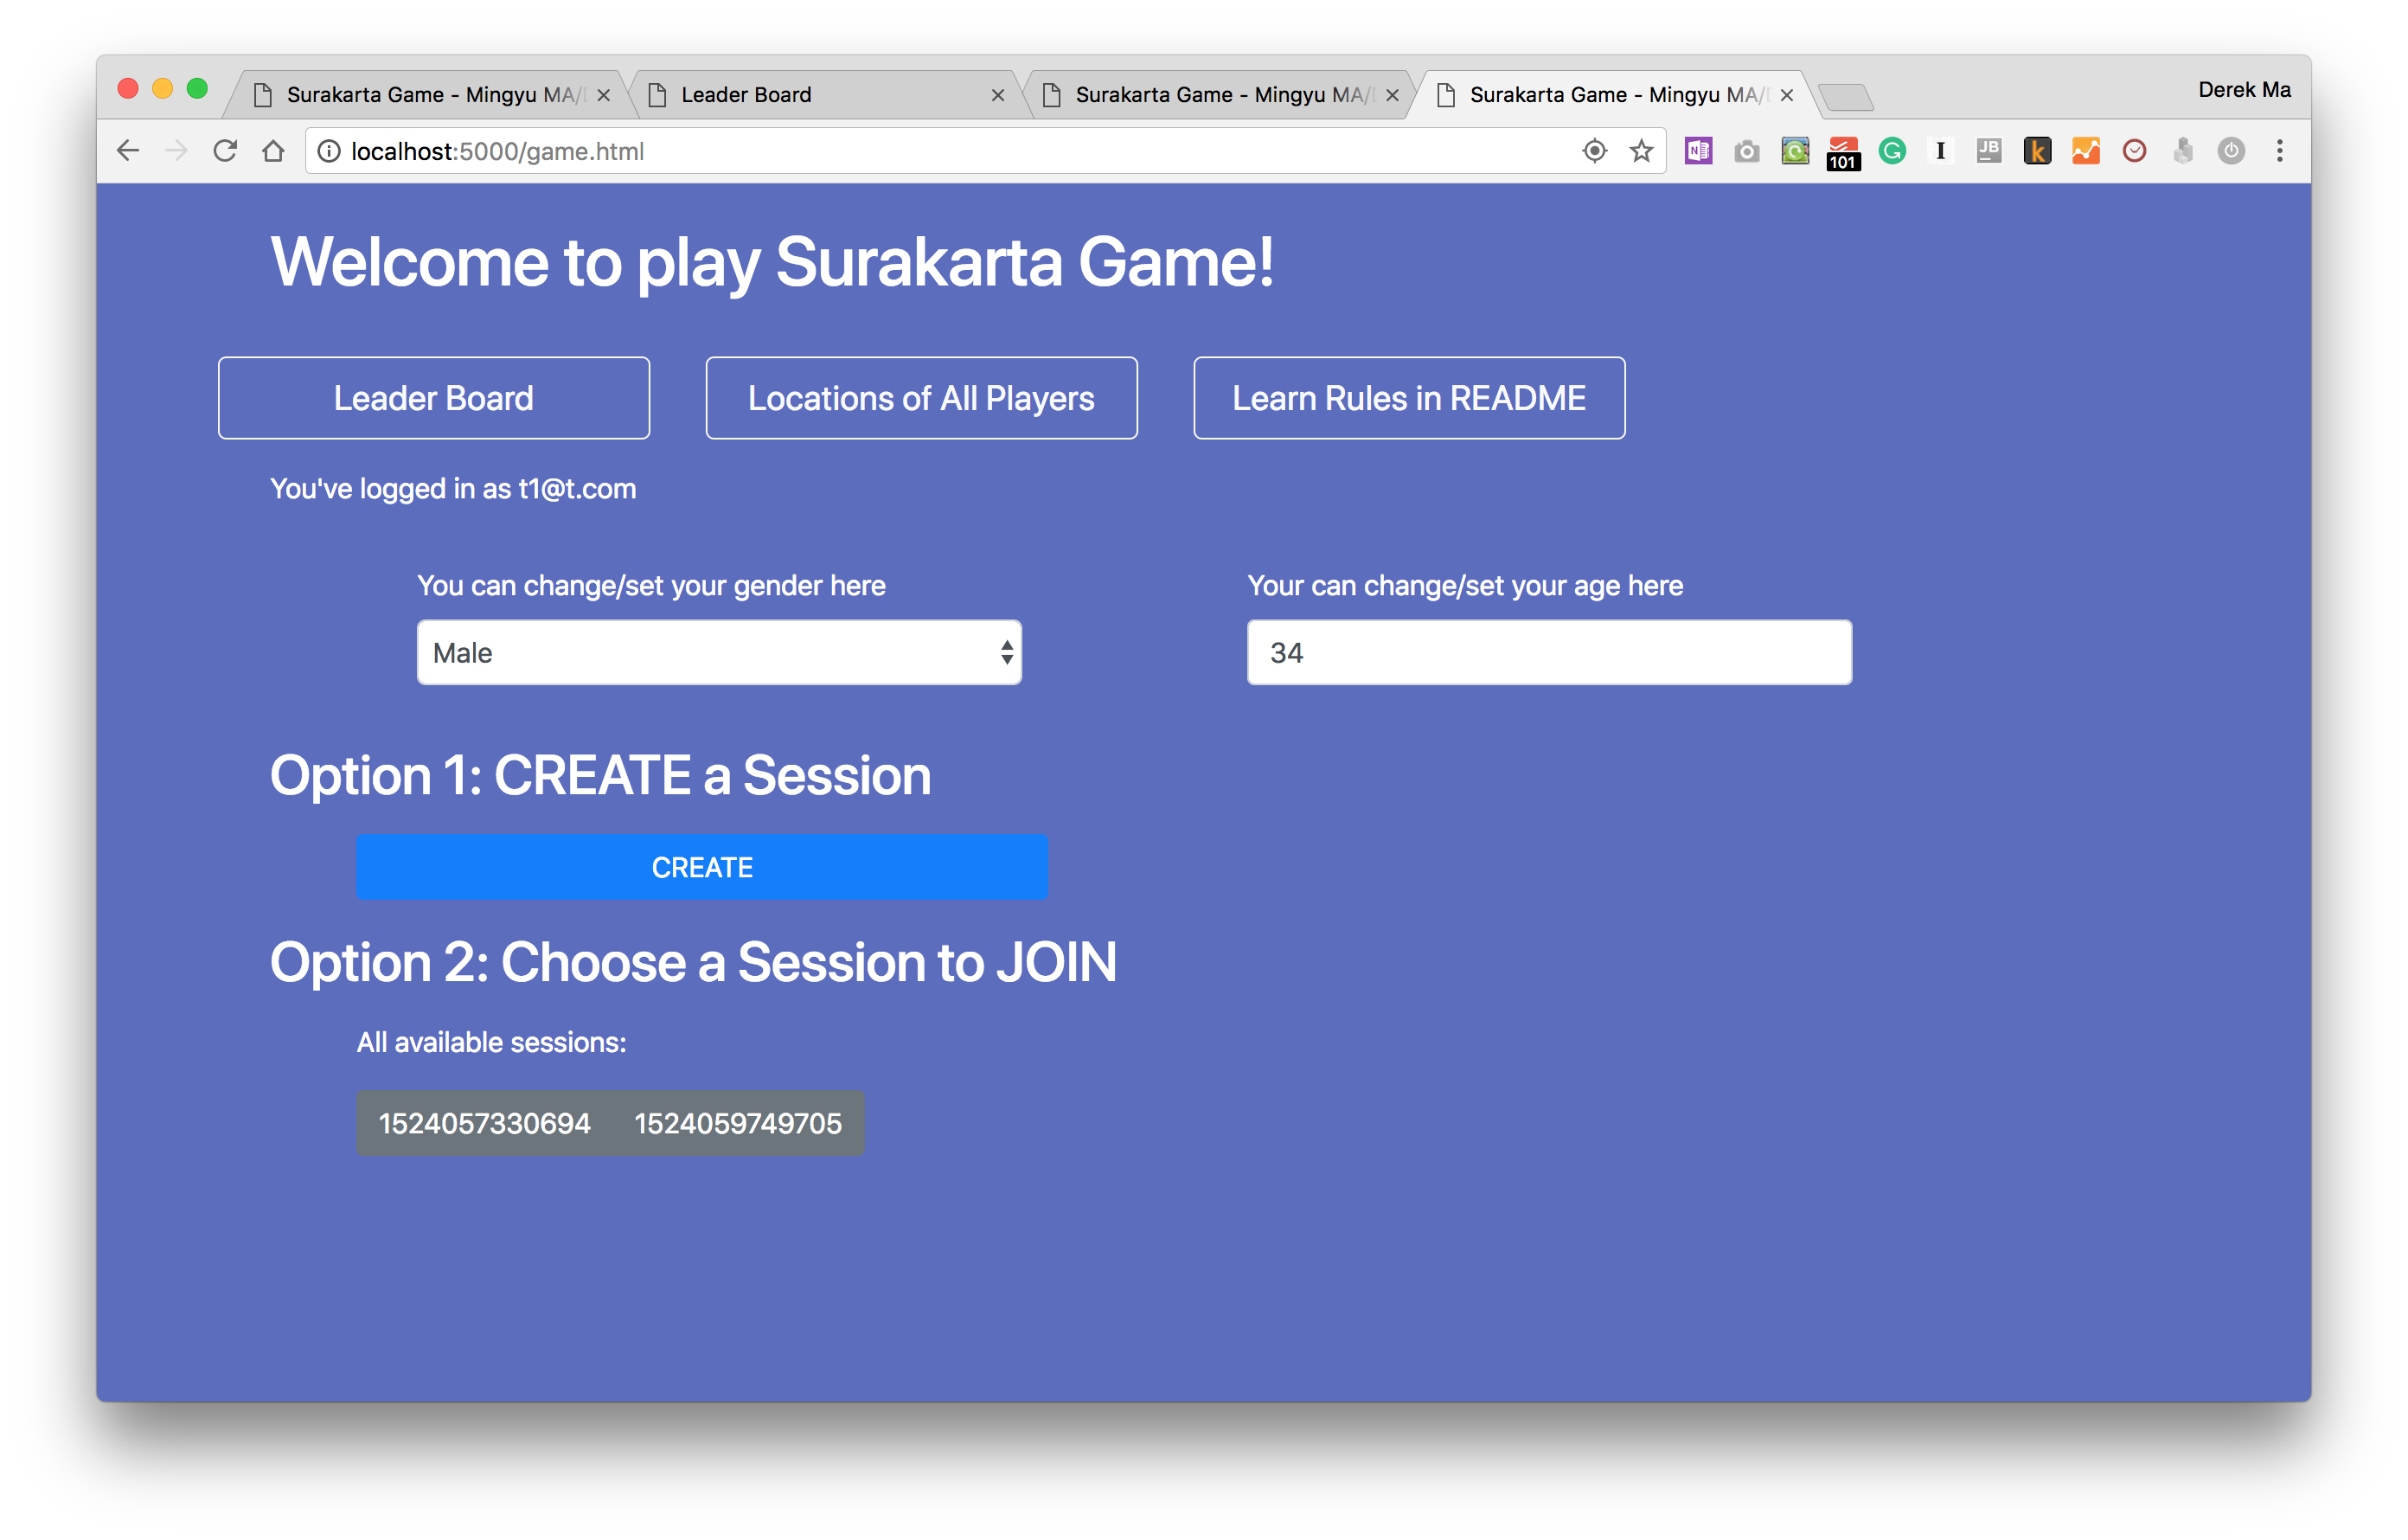 Surakarta Game - Mingyu MA/ Leader Board Surakarta Game - Mingyu MA/ Surakarta Game - Mingyu MA/ Derek Ma
localhost:5000/game.html N 101 G I JB k
Welcome to play Surakarta Game!
Leader Board Locations of All Players Learn Rules in README
You've logged in as t1@t.com
You can change/set your gender here Your can change/set your age here
Male 34
Option 1: CREATE a Session
CREATE
Option 2: Choose a Session to JOIN
All available sessions:
1524057330694 1524059749705